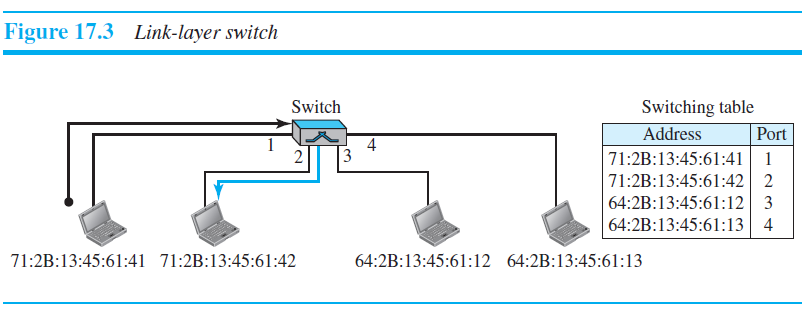 Figure 17.3 Link-layer switch
Switch
Switching table
Address Port
1 2 3 4
71:2B:13:45:61:41 1
71:2B:13:45:61:42 2
64:2B:13:45:61:12 3
64:2B:13:45:61:13 4
71:2B:13:45:61:41 71:2B:13:45:61:42 64:2B:13:45:61:12 64:2B:13:45:61:13